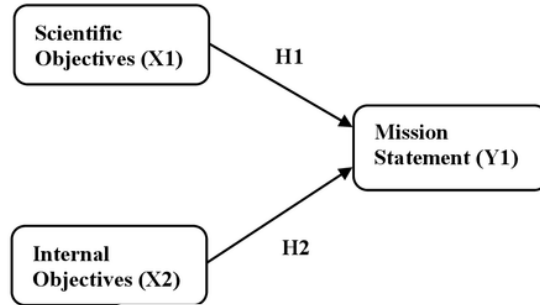 Scientific
Objectives (X1)
H1
Mission
Statement (Y1)
H2
Internal
Objectives (X2)